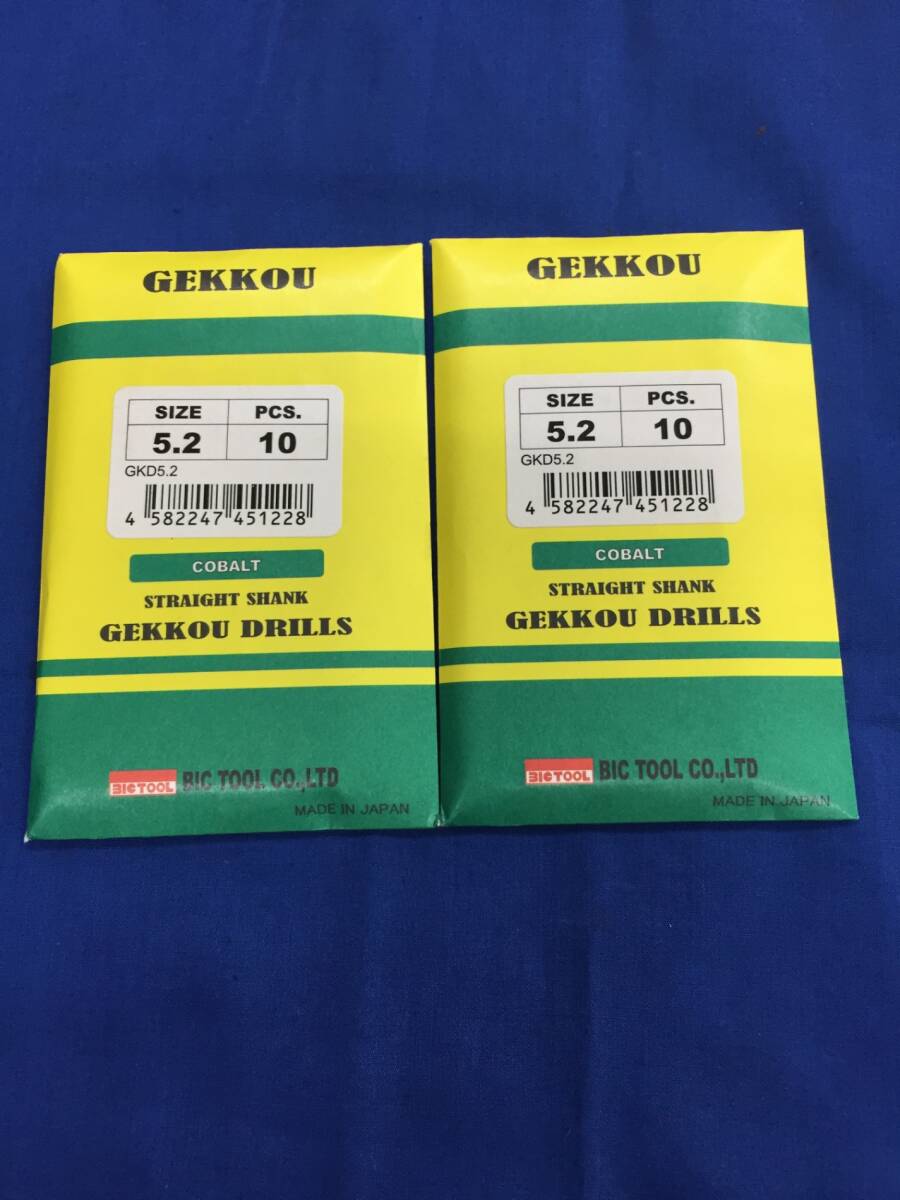 GEKKOU
SIZE PCS.
5.2 10
GKD5.2
4 582247 451228
COBALT
STRAIGHT SHANK
GEKKOU DRILLS
BICTOOL BIC TOOL CO.,LTD
MADE IN JAPAN
GEKKOU
SIZE PCS.
5.2 10
GKD5.2
4 582247 451228
COBALT
STRAIGHT SHANK
GEKKOU DRILLS
BICTOOL BIC TOOL CO.,LTD
MADE IN JAPAN